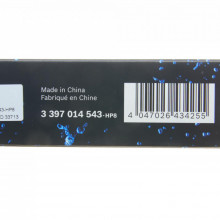 Made in China
Fabriqué en Chine
3 397 014 543-HP8
4 047026 434255